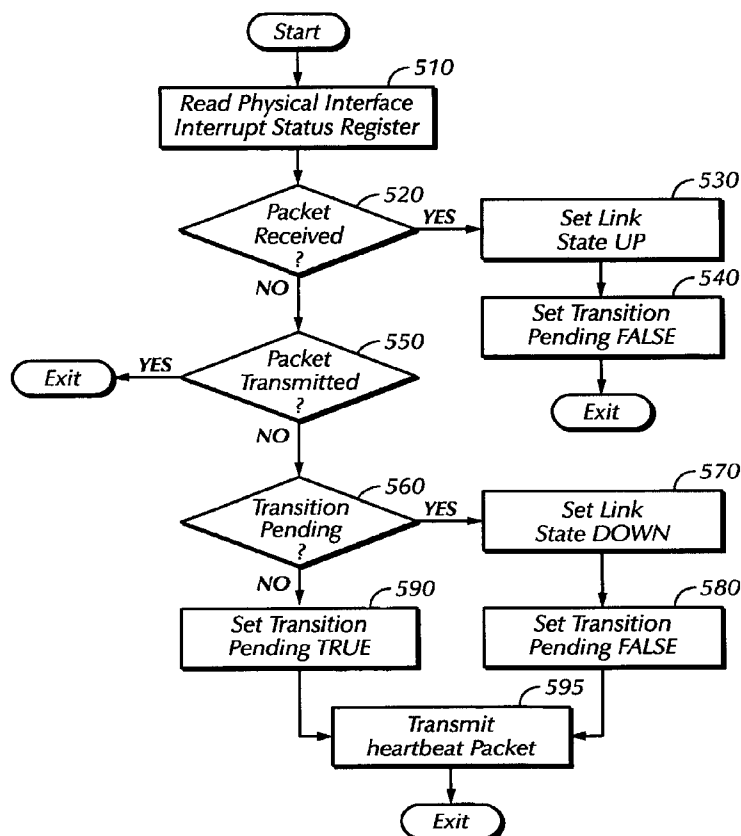 Start
510
Read Physical Interface
Interrupt Status Register
520
Packet
Received
?
YES
530
Set Link
State UP
NO
540
Set Transition
Pending FALSE
Exit
550
Packet
Transmitted
?
YES
Exit
NO
560
Transition
Pending
?
YES
570
Set Link
State DOWN
NO
590
Set Transition
Pending TRUE
580
Set Transition
Pending FALSE
595
Transmit
heartbeat Packet
Exit